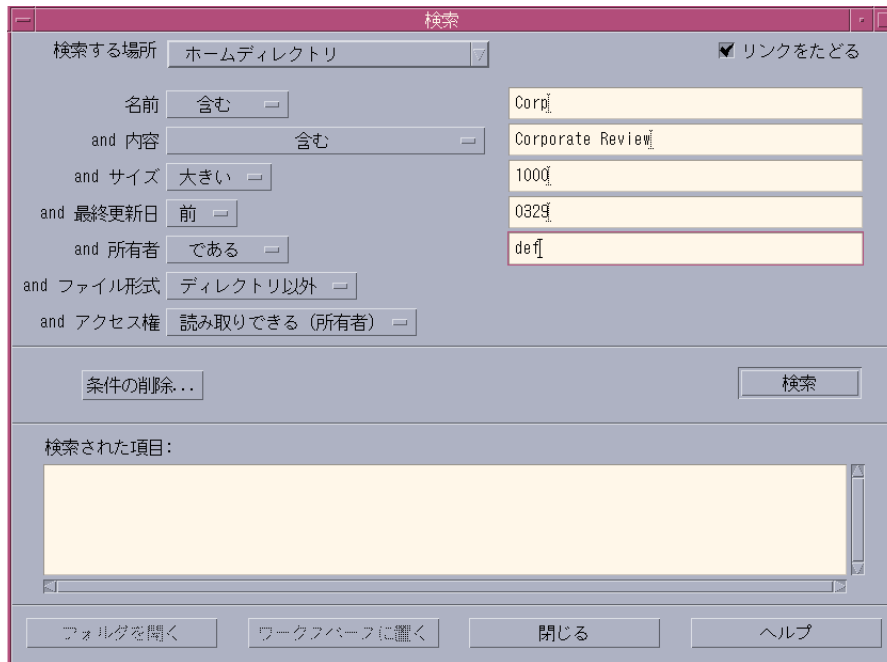 検索
検索する場所 ホームディレクトリ リンクをたどる
名前 含む Corp
and 内容 含む Corporate Review
and サイズ 大きい 1000
and 最終更新日 前 0329
and 所有者 である def
and ファイル形式 ディレクトリ以外
and アクセス権 読み取りできる (所有者)
条件の削除... 検索
検索された項目:
フォルダを開く ワークスペースに置く 閉じる ヘルプ